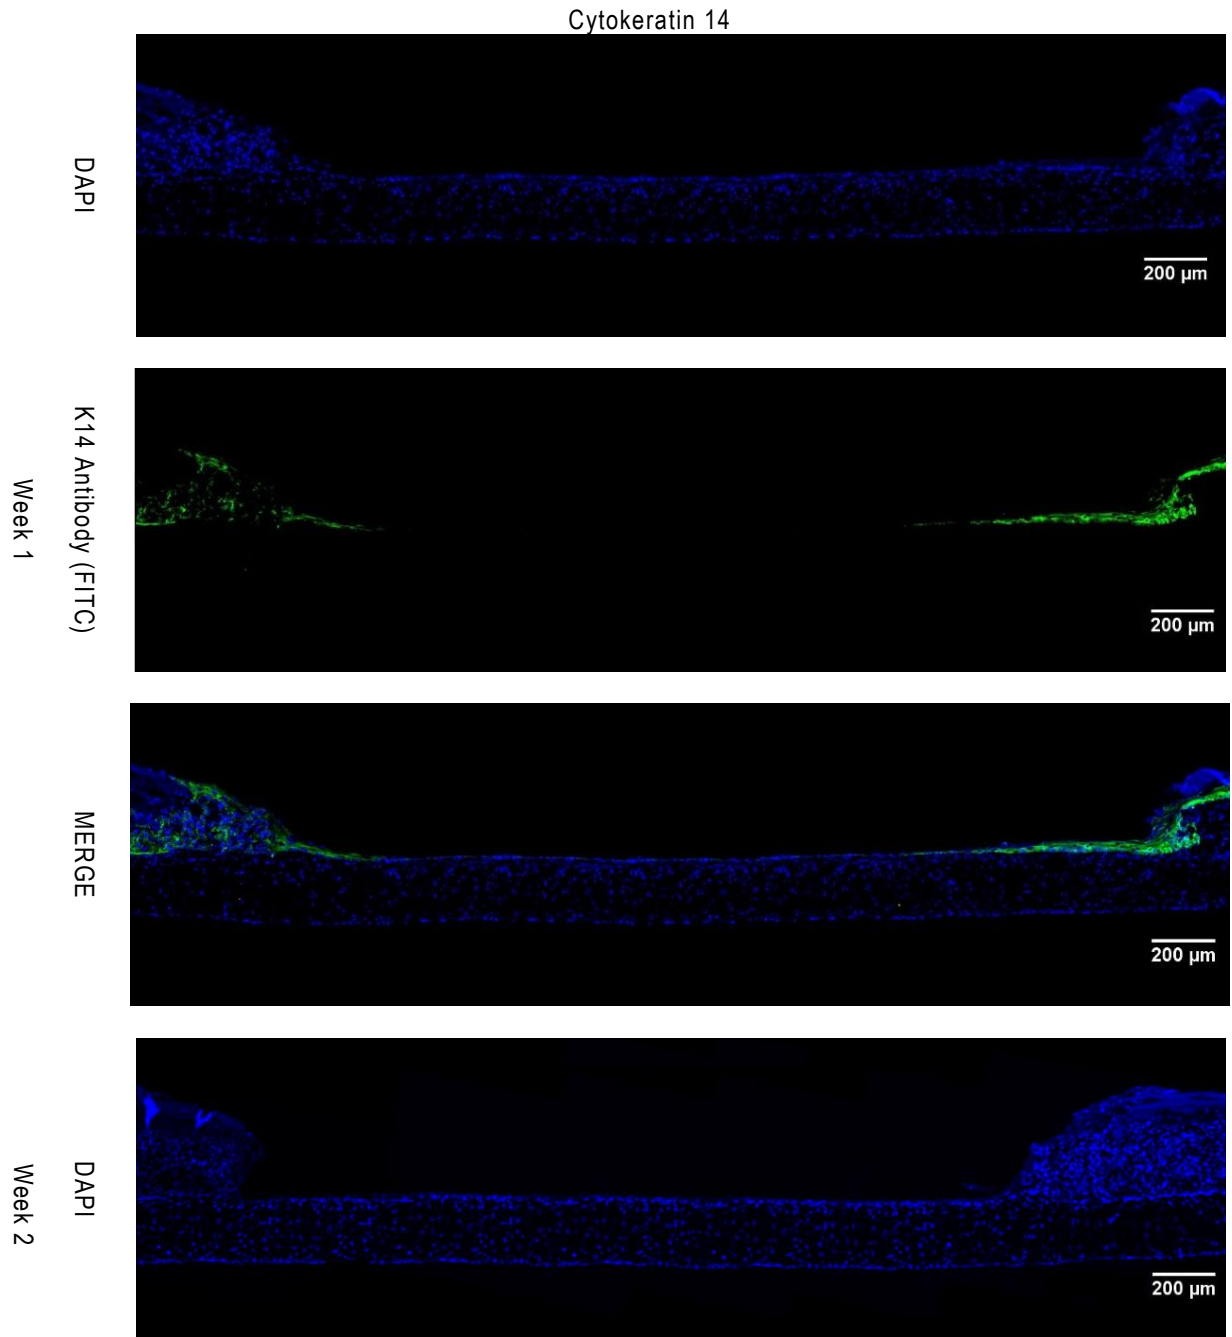 Cytokeratin 14
DAPI
200 µm
Week 1
K14 Antibody (FITC)
200 µm
MERGE
200 µm
Week 2
DAPI
200 µm